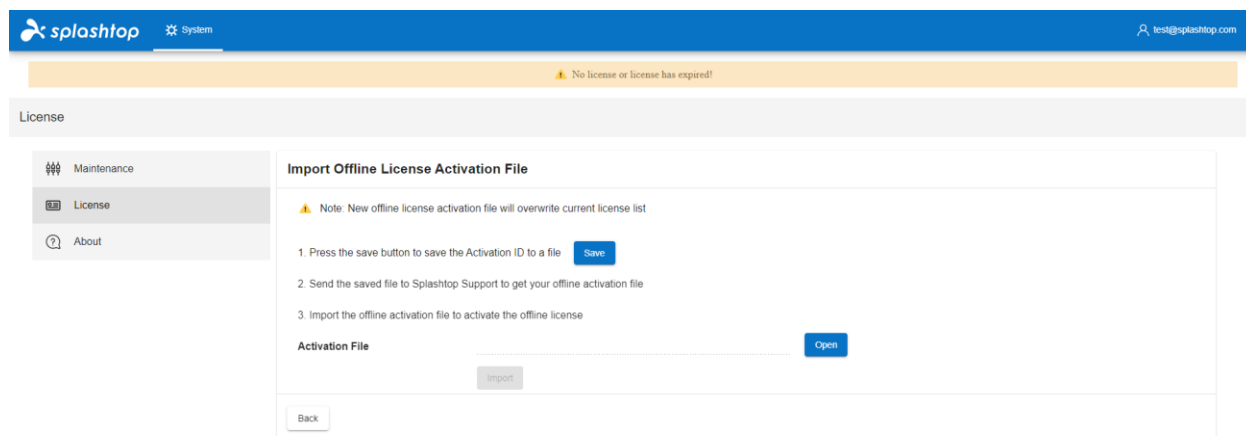 splashtop
System
test@splashtop.com
No license or license has expired!
License
Maintenance
License
About
Import Offline License Activation File
Note: New offline license activation file will overwrite current license list
1. Press the save button to save the Activation ID to a file Save
2. Send the saved file to Splashtop Support to get your offline activation file
3. Import the offline activation file to activate the offline license
Activation File Open
Import
Back